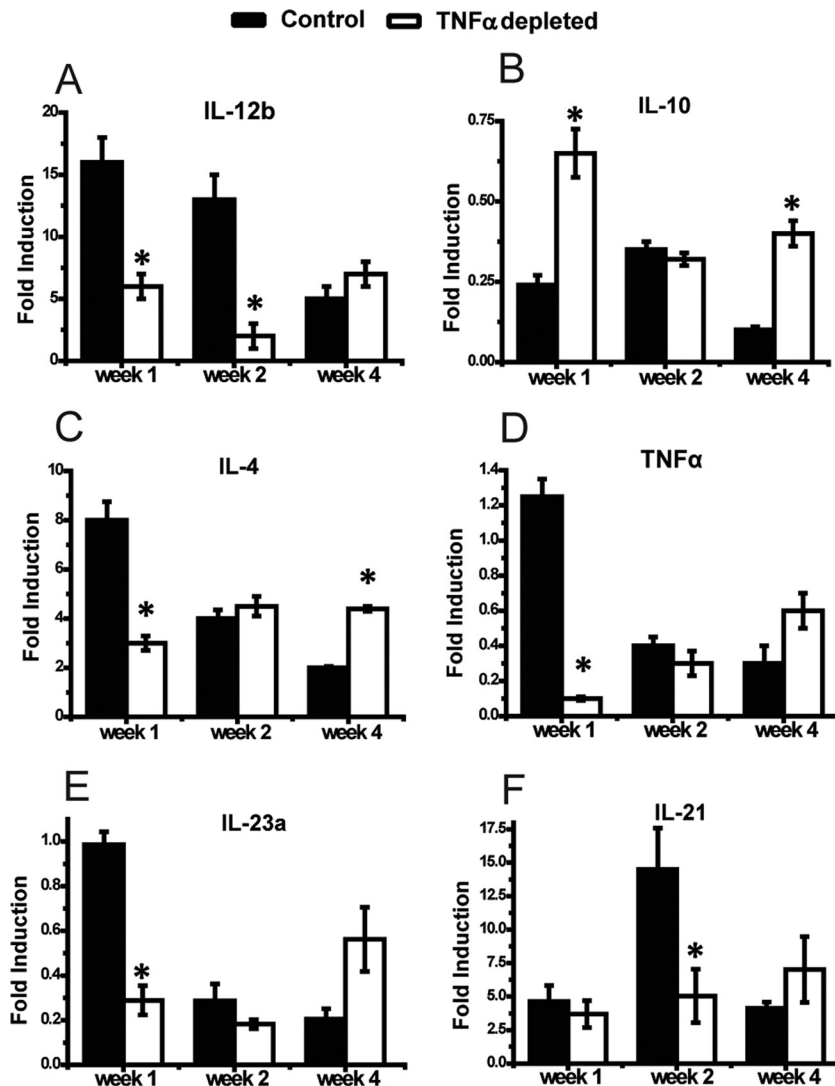 Control TNFα depleted
A
IL-12b
Fold Induction
20
15
10
5
0
*
*
week 1 week 2 week 4
B
IL-10
Fold Induction
0.75
0.50
0.25
0.00
*
*
week 1 week 2 week 4
C
IL-4
Fold Induction
10
8
6
4
2
0
*
*
week 1 week 2 week 4
D
TNFα
Fold Induction
1.4
1.2
1.0
0.8
0.6
0.4
0.2
0.0
*
week 1 week 2 week 4
E
IL-23a
Fold Induction
1.0
0.8
0.6
0.4
0.2
0.0
*
week 1 week 2 week 4
F
IL-21
Fold Induction
17.5
15.0
12.5
10.0
7.5
5.0
2.5
0.0
*
week 1 week 2 week 4